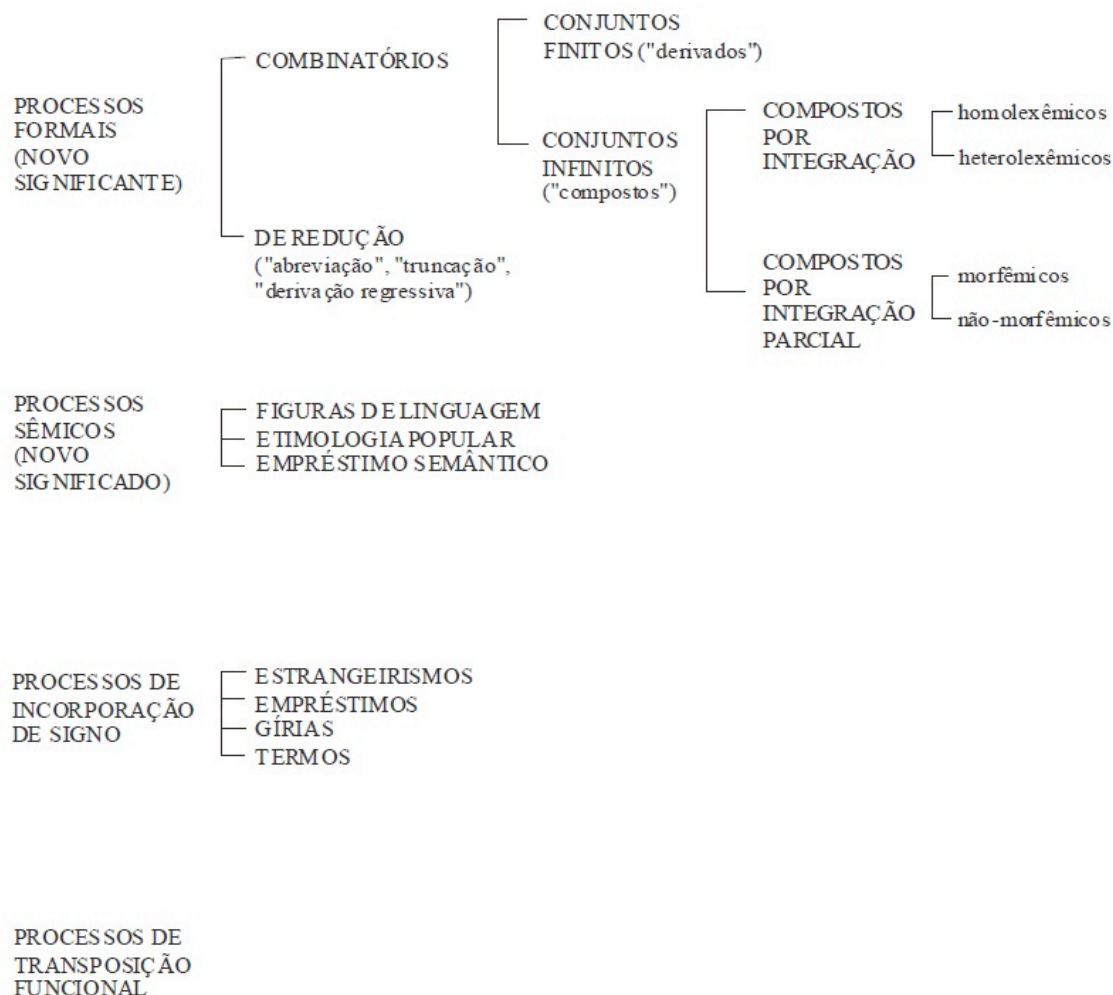 PROCESSOS
FORMAIS
(NOVO
SIGNIFICANTE)
COMBINATÓRIOS
CONJUNTOS
FINITOS ("derivados")
CONJUNTOS
INFINITOS
("compostos")
COMPOSTOS
POR
INTEGRAÇÃO
homolexêmicos
heterolexêmicos
COMPOSTOS
POR
INTEGRAÇÃO
PARCIAL
morfêmicos
não-morfêmicos
DE REDUÇÃO
("abreviação", "truncação",
"derivação regressiva")
PROCESSOS
SÊMICOS
(NOVO
SIGNIFICADO)
FIGURAS DE LINGUAGEM
ETIMOLOGIA POPULAR
EMPRÉSTIMO SEMÂNTICO
PROCESSOS DE
INCORPORAÇÃO
DE SIGNO
ESTRANGEIRISMOS
EMPRÉSTIMOS
GÍRIAS
TERMOS
PROCESSOS DE
TRANSPOSIÇÃO
FUNCIONAL